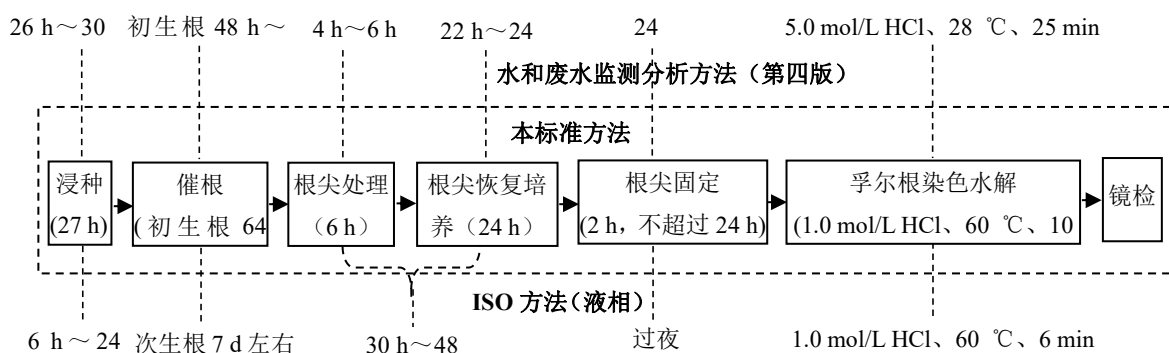 26 h～30 初生根 48 h～ 4 h～6 h 22 h～24 24 5.0 mol/L HCl、28 ℃、25 min
水和废水监测分析方法（第四版）
本标准方法
浸种
(27 h)
催根
(初生根 64
根尖处理
（6 h）
根尖恢复培
养（24 h）
根尖固定
(2 h，不超过 24 h)
孚尔根染色水解
(1.0 mol/L HCl、60 ℃、10
镜检
ISO 方法（液相）
6 h～24 次生根 7 d 左右 30 h～48 过夜 1.0 mol/L HCl、60 ℃、6 min